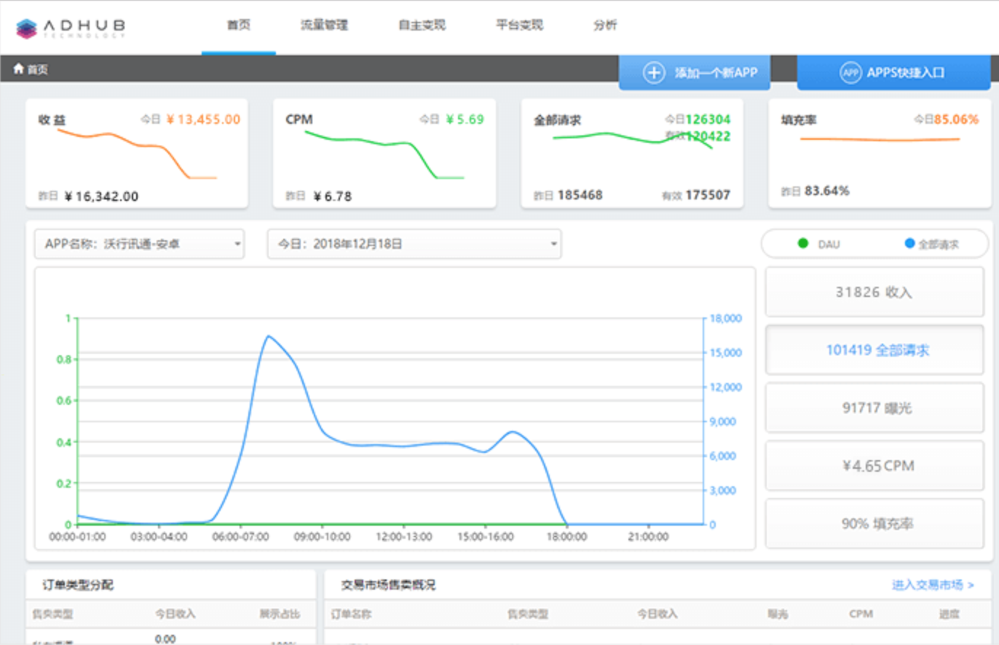 ADHUB
TECHNOLOGY
首页 流量管理 自主变现 平台变现 分析
首页 添加一个新APP APP APPS快捷入口
收益 今日 ¥ 13,455.00
昨日 ¥ 16,342.00
CPM 今日 ¥ 5.69
昨日 ¥ 6.78
全部请求 今日126304
有效120422
昨日 185468 有效 175507
填充率 今日85.06%
昨日 83.64%
APP名称：沃行讯通-安卓 今日：2018年12月18日 DAU 全部请求
1 18,000
0.8 15,000
12,000
0.6
9,000
0.4
6,000
0.2
3,000
0 0
00:00-01:00 03:00-04:00 06:00-07:00 09:00-10:00 12:00-13:00 15:00-16:00 18:00:00 21:00:00
31826 收入
101419 全部请求
91717 曝光
¥4.65CPM
90% 填充率
订单类型分配
售卖类型 今日收入 展示占比
0.00
交易市场售卖概况 进入交易市场 >
订单名称 售卖类型 今日收入 曝光 CPM 进度